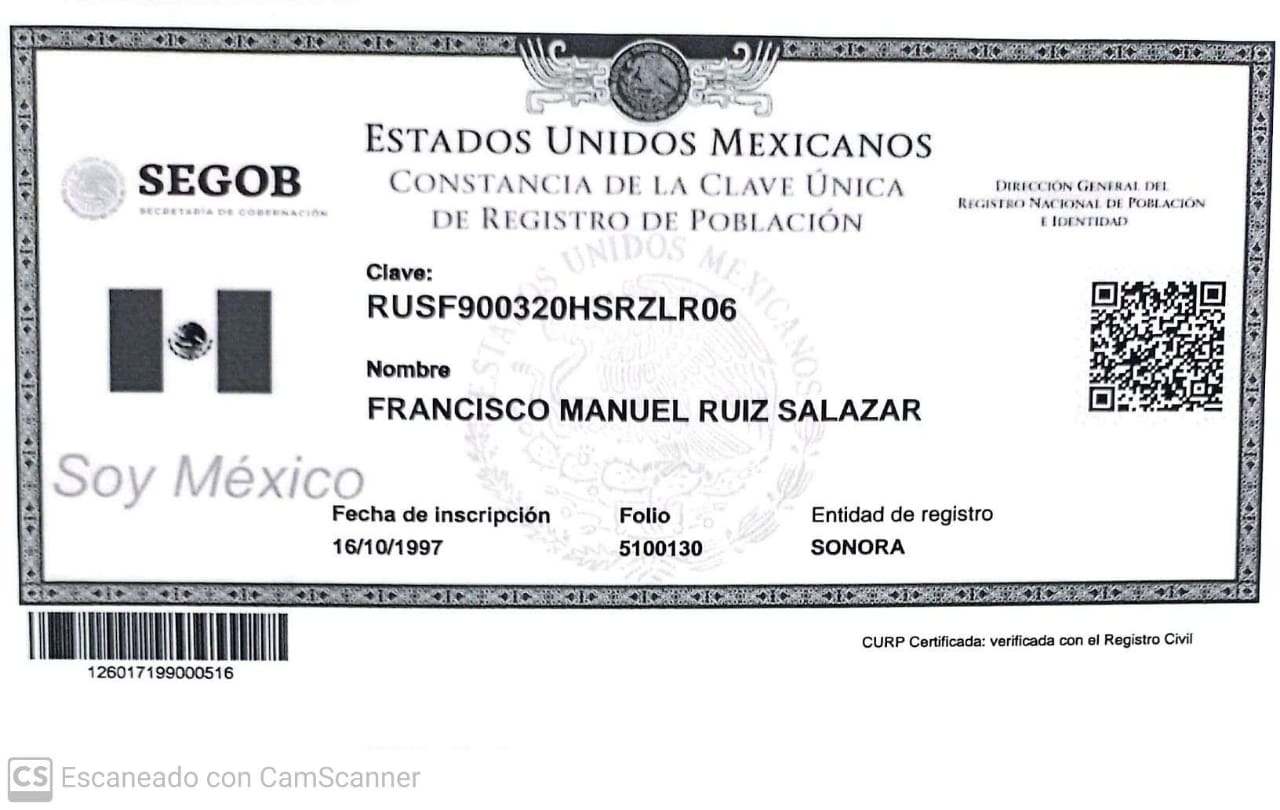 ESTADOS UNIDOS MEXICANOS
SEGOB
SECRETARÍA DE GOBERNACIÓN
CONSTANCIA DE LA CLAVE ÚNICA
DE REGISTRO DE POBLACIÓN
DIRECCIÓN GENERAL DEL
REGISTRO NACIONAL DE POBLACIÓN
E IDENTIDAD
ESTADOS UNIDOS MEXICANOS
Clave:
RUSF900320HSRZLR06
Nombre
FRANCISCO MANUEL RUIZ SALAZAR
Soy México
Fecha de inscripción
Folio
Entidad de registro
16/10/1997
5100130
SONORA
126017199000516
CURP Certificada: verificada con el Registro Civil
CS Escaneado con CamScanner